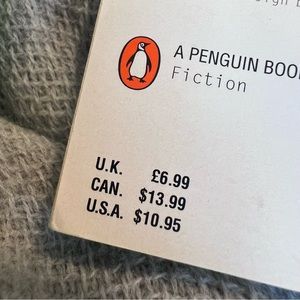 A PENGUIN BOO
Fiction
U.K. £6.99
CAN. $13.99
U.S.A. $10.95